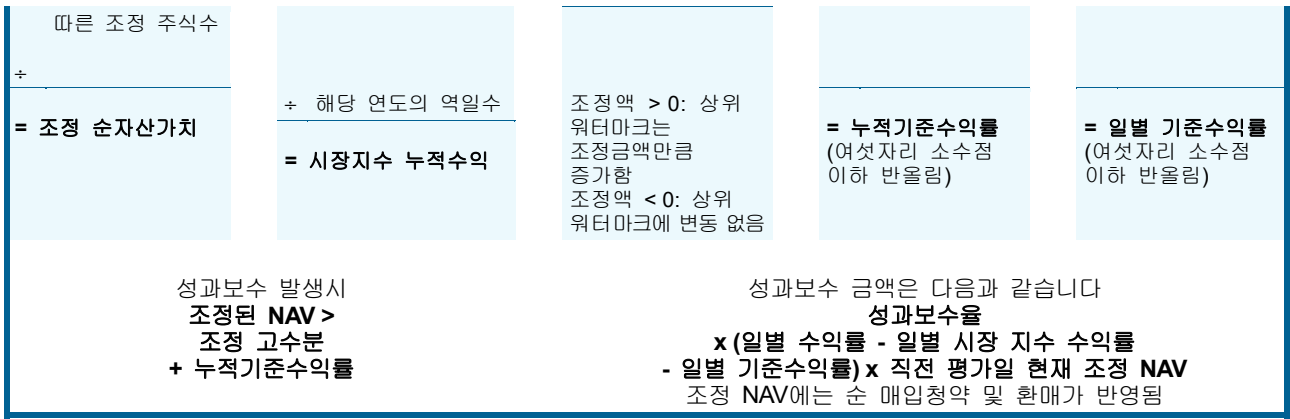 따른 조정 주식수
÷
= 조정 순자산가치
÷ 해당 연도의 역일수
= 시장지수 누적수익
조정액 > 0: 상위
워터마크는
조정금액만큼
증가함
조정액 < 0: 상위
워터마크에 변동 없음
= 누적기준수익률
(여섯자리 소수점
이하 반올림)
= 일별 기준수익률
(여섯자리 소수점
이하 반올림)
성과보수 발생시
조정된 NAV >
조정 고수분
+ 누적기준수익률
성과보수 금액은 다음과 같습니다
성과보수율
x (일별 수익률 - 일별 시장 지수 수익률
- 일별 기준수익률) x 직전 평가일 현재 조정 NAV
조정 NAV에는 순 매입청약 및 환매가 반영됨